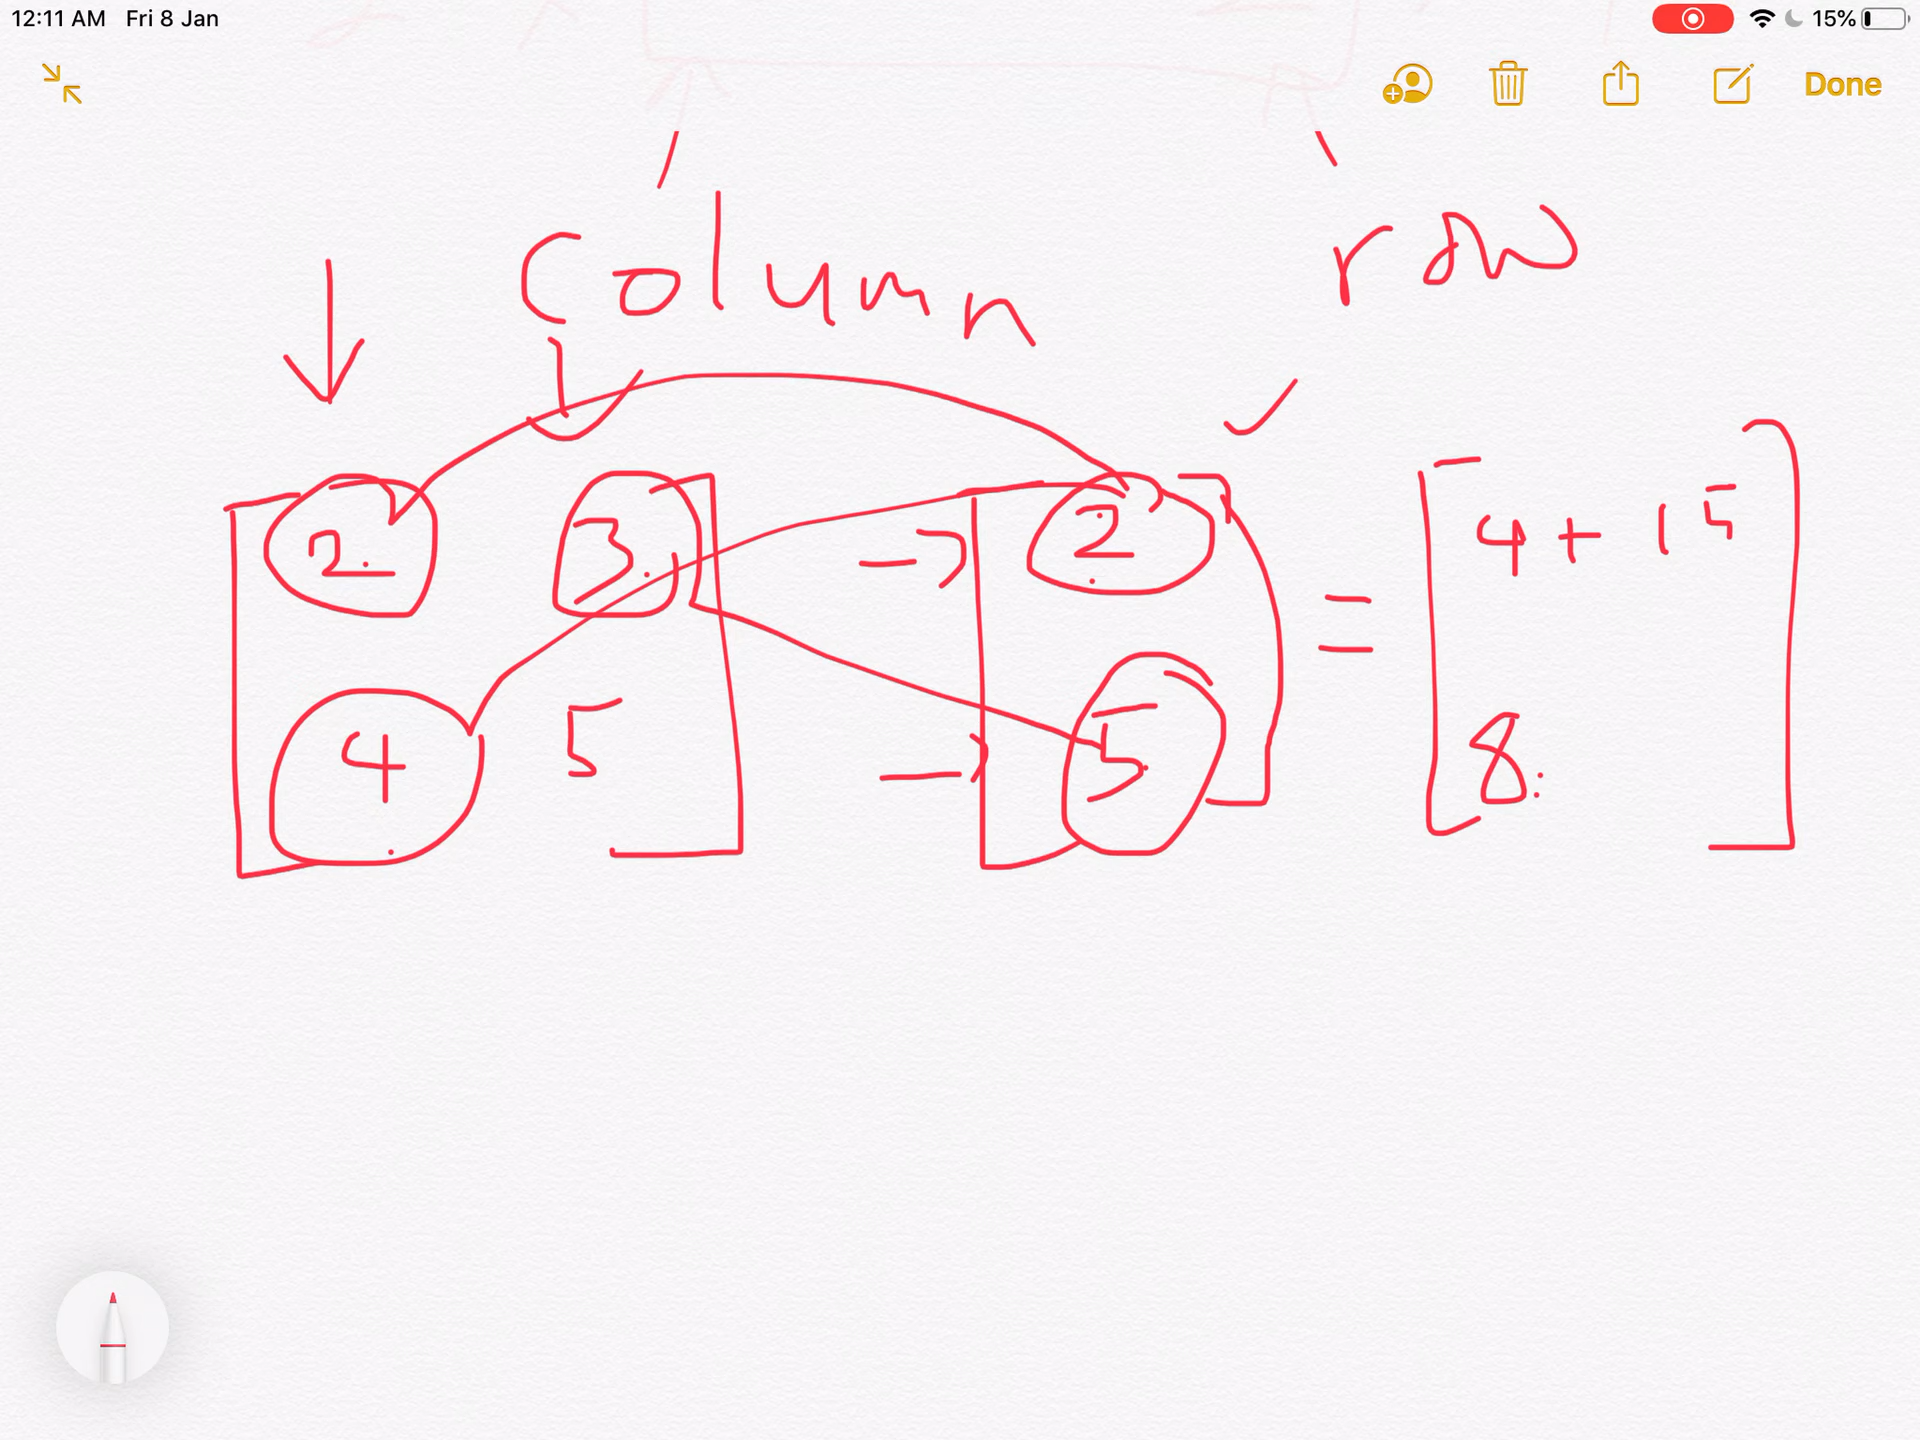 12:11 AM Fri 8 Jan 15%
Done
Column row
2. 3. 2 = 4 + 15
4 5 5 8